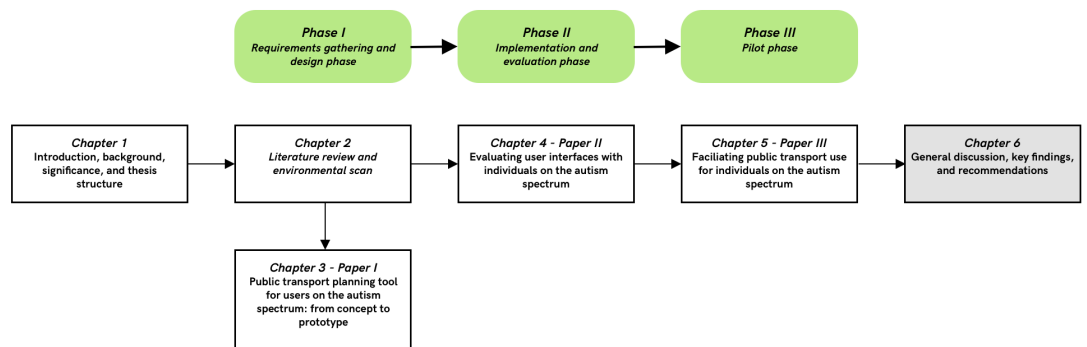 Phase I
Requirements gathering and
design phase
Phase II
Implementation and
evaluation phase
Phase III
Pilot phase
Chapter 1
Introduction, background,
significance, and thesis
structure
Chapter 2
Literature review and
environmental scan
Chapter 4 - Paper II
Evaluating user interfaces with
individuals on the autism
spectrum
Chapter 5 - Paper III
Faciliating public transport use
for individuals on the autism
spectrum
Chapter 6
General discussion, key findings,
and recommendations
Chapter 3 - Paper I
Public transport planning tool
for users on the autism
spectrum: from concept to
prototype